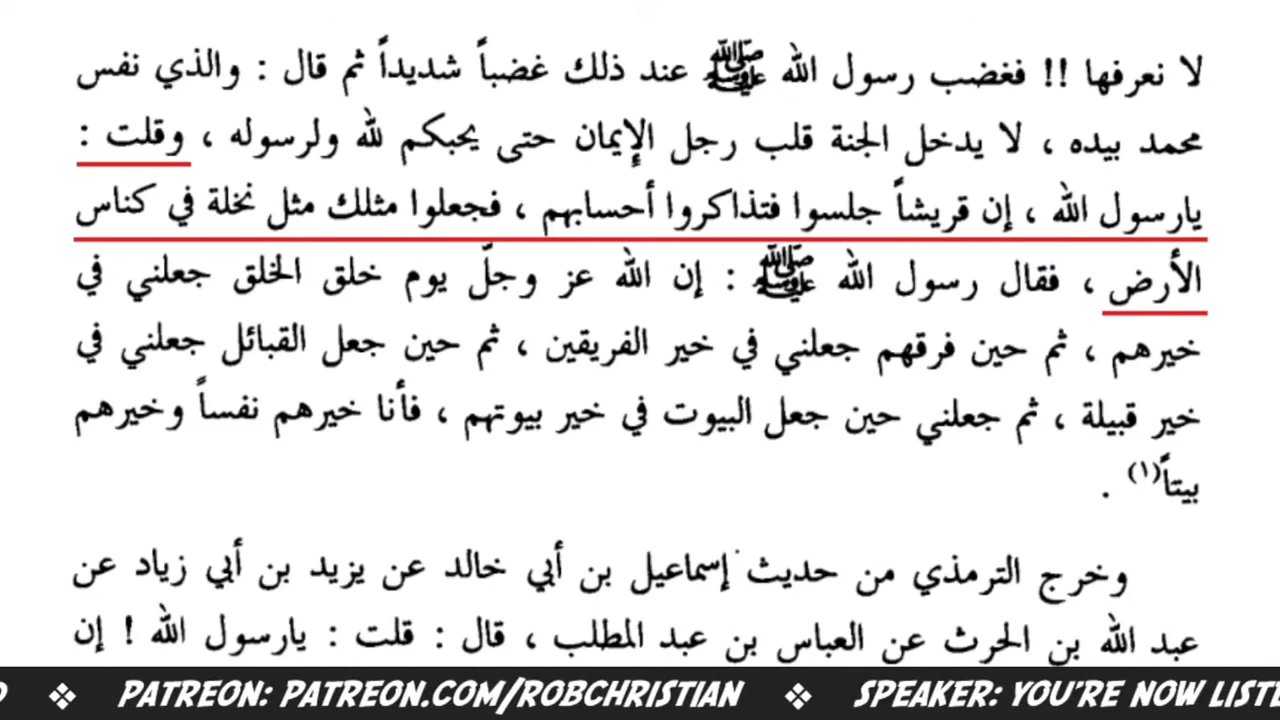 لا نعرفها !! فغضب رسول الله ﷺ عند ذلك غضباً شديداً ثم قال : والذي نفس
محمد بيده ، لا يدخل الجنة قلب رجل الإيمان حتى يحبكم لله ولرسوله ، وقلت :
يارسول الله ، إن قريشاً جلسوا فتذاكروا أحسابهم ، فجعلوا مثلك مثل نخلة في كناس
الأرض ، فقال رسول الله ﷺ : إن الله عز وجلّ يوم خلق الخلق جعلني في
خيرهم ، ثم حين فرقهم جعلني في خير الفريقين ، ثم حين جعل القبائل جعلني في
خير قبيلة ، ثم جعلني حين جعل البيوت في خير بيوتهم ، فأنا خيرهم نفساً وخيرهم
بيتاً(١) .
وخرج الترمذي من حديث إسماعيل بن أبي خالد عن يزيد بن أبي زياد عن
عبد الله بن الحرث عن العباس بن عبد المطلب ، قال : قلت : يارسول الله ! إن
❖ PATREON: PATREON.COM/ROBCHRISTIAN ❖ SPEAKER: YOU'RE NOW LISTE